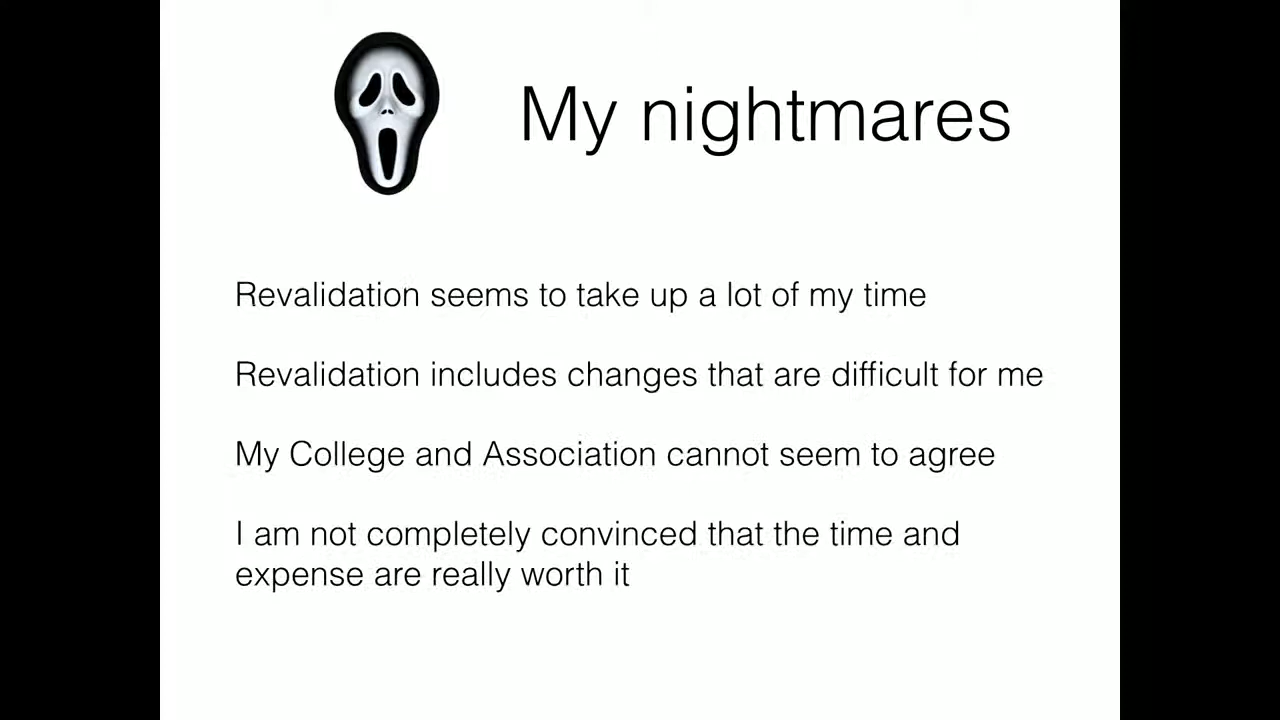 My nightmares
Revalidation seems to take up a lot of my time
Revalidation includes changes that are difficult for me
My College and Association cannot seem to agree
I am not completely convinced that the time and
expense are really worth it